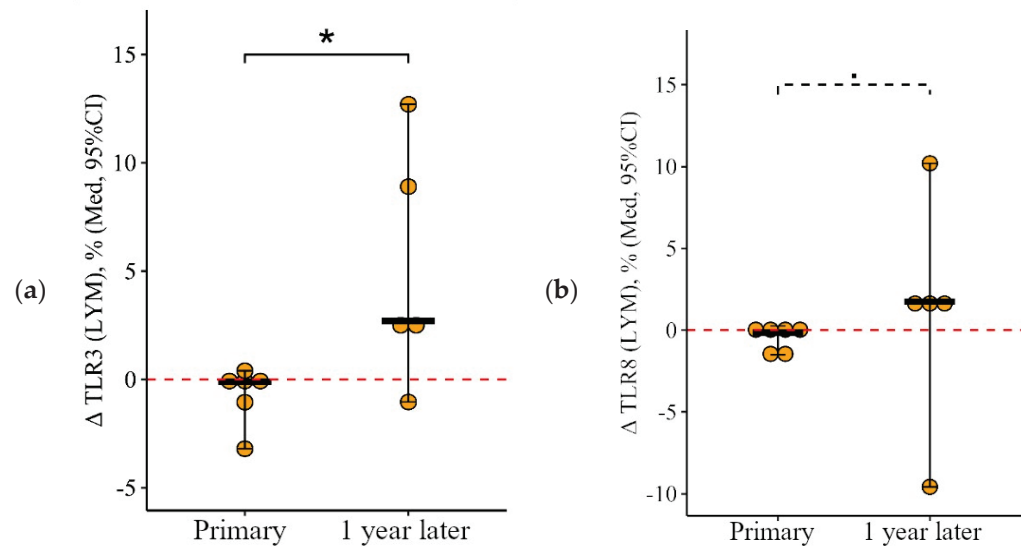 (a)
Δ TLR3 (LYM), % (Med, 95%CI)
15
10
5
0
-5
*
Primary
1 year later
(b)
Δ TLR8 (LYM), % (Med, 95%CI)
15
10
5
0
-5
-10
.
Primary
1 year later